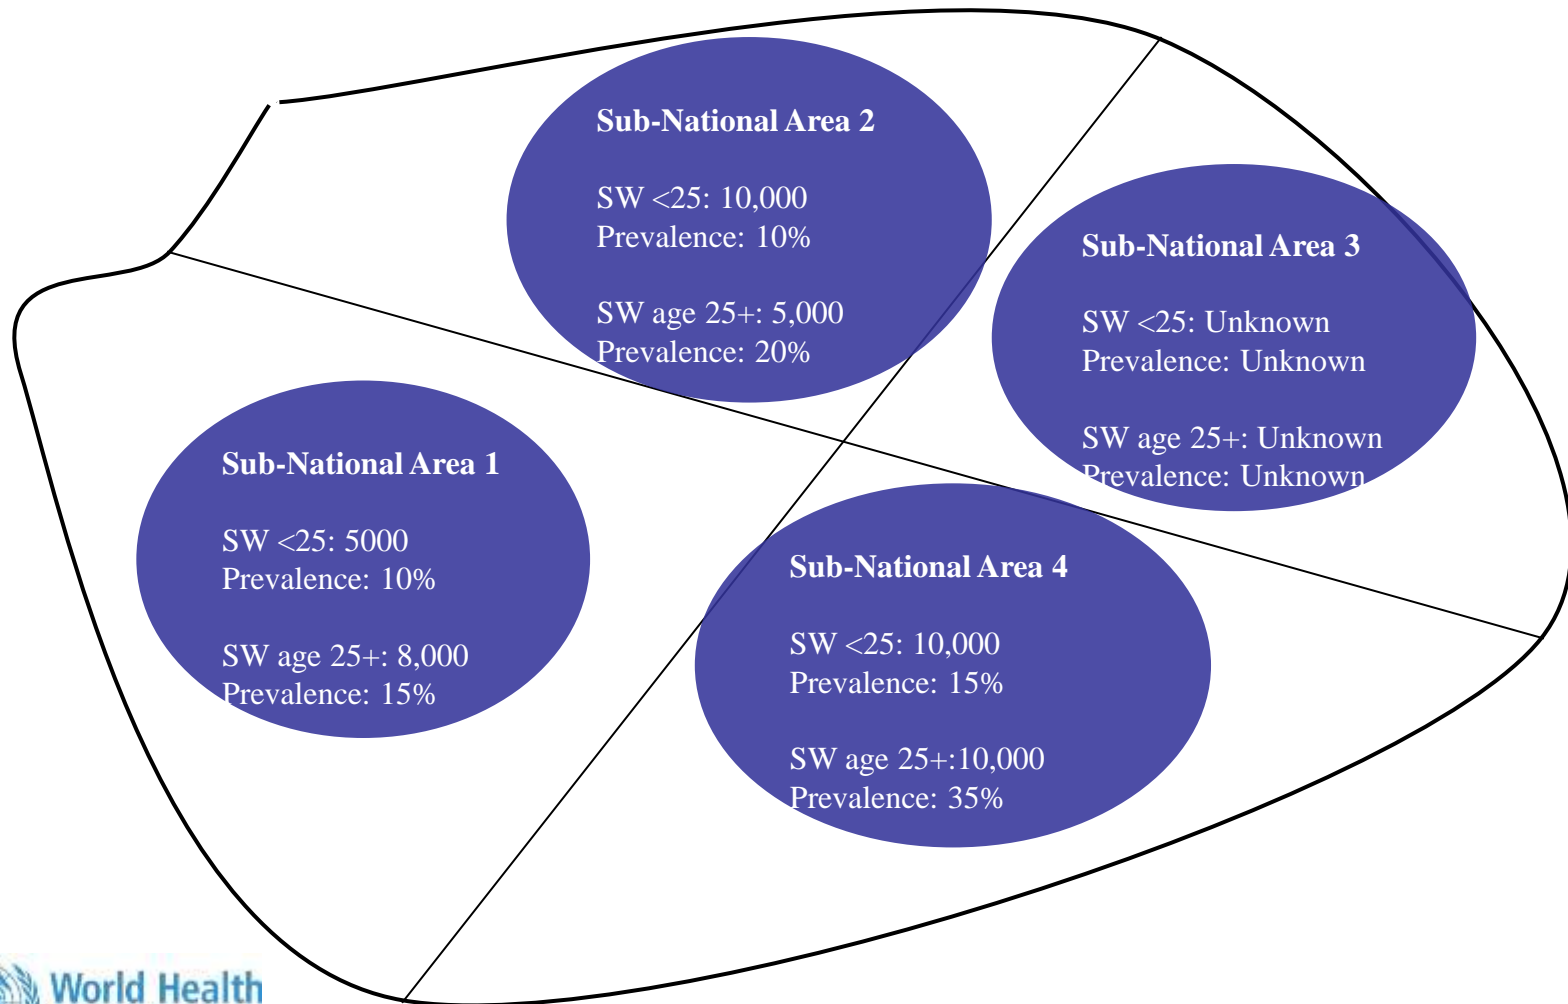 Sub-National Area 2
SW <25: 10,000
Prevalence: 10%
SW age 25+: 5,000
Prevalence: 20%
Sub-National Area 3
SW <25: Unknown
Prevalence: Unknown
SW age 25+: Unknown
Prevalence: Unknown
Sub-National Area 1
SW <25: 5000
Prevalence: 10%
SW age 25+: 8,000
Prevalence: 15%
Sub-National Area 4
SW <25: 10,000
Prevalence: 15%
SW age 25+:10,000
Prevalence: 35%
World Health